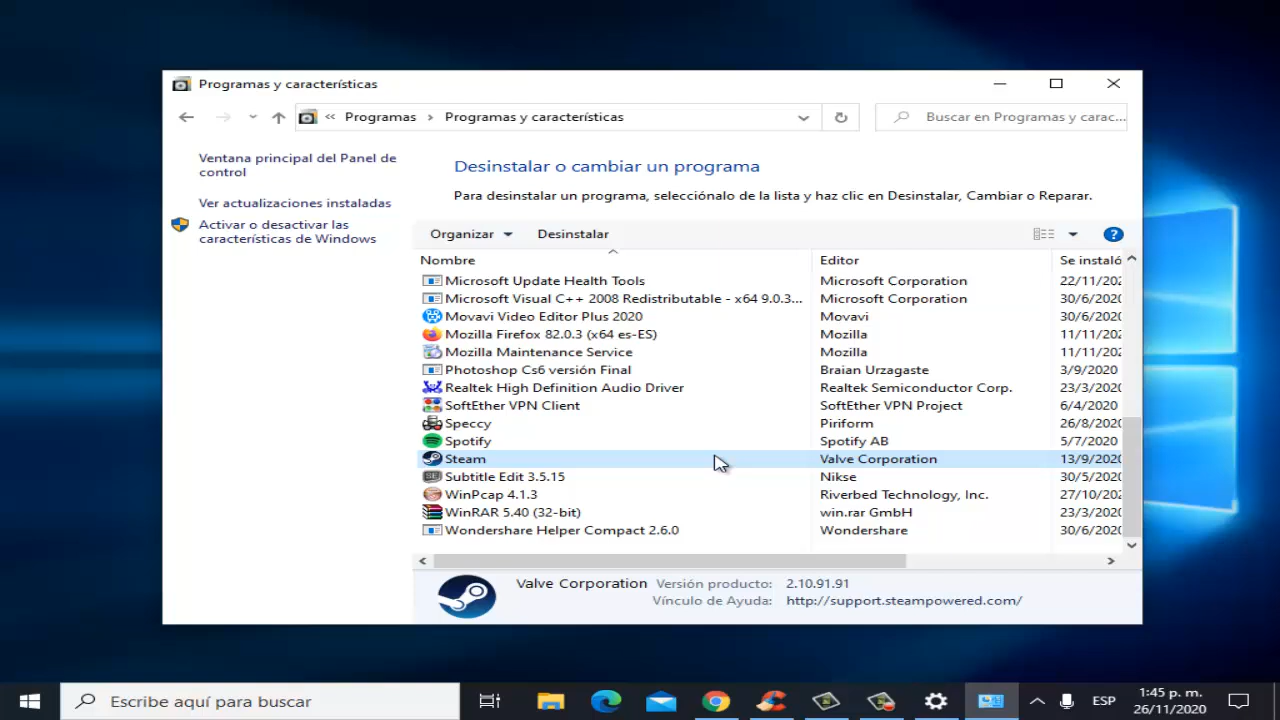 Programas y características
« Programas › Programas y características
Buscar en Programas y carac...
Ventana principal del Panel de
control
Ver actualizaciones instaladas
Activar o desactivar las
características de Windows
Desinstalar o cambiar un programa
Para desinstalar un programa, selecciónalo de la lista y haz clic en Desinstalar, Cambiar o Reparar.
Organizar Desinstalar
Nombre Editor Se instaló
Microsoft Update Health Tools Microsoft Corporation 22/11/202
Microsoft Visual C++ 2008 Redistributable - x64 9.0.3... Microsoft Corporation 30/6/2020
Movavi Video Editor Plus 2020 Movavi 30/6/2020
Mozilla Firefox 82.0.3 (x64 es-ES) Mozilla 11/11/202
Mozilla Maintenance Service Mozilla 11/11/202
Photoshop Cs6 versión Final Braian Urzagaste 3/9/2020
Realtek High Definition Audio Driver Realtek Semiconductor Corp. 23/3/2020
SoftEther VPN Client SoftEther VPN Project 6/4/2020
Speccy Piriform 26/8/2020
Spotify Spotify AB 5/7/2020
Steam Valve Corporation 13/9/2020
Subtitle Edit 3.5.15 Nikse 30/5/2020
WinPcap 4.1.3 Riverbed Technology, Inc. 27/10/202
WinRAR 5.40 (32-bit) win.rar GmbH 23/3/2020
Wondershare Helper Compact 2.6.0 Wondershare 30/6/2020
Valve Corporation Versión producto: 2.10.91.91
Vínculo de Ayuda: http://support.steampowered.com/
Escribe aquí para buscar
ESP
1:45 p. m.
26/11/2020